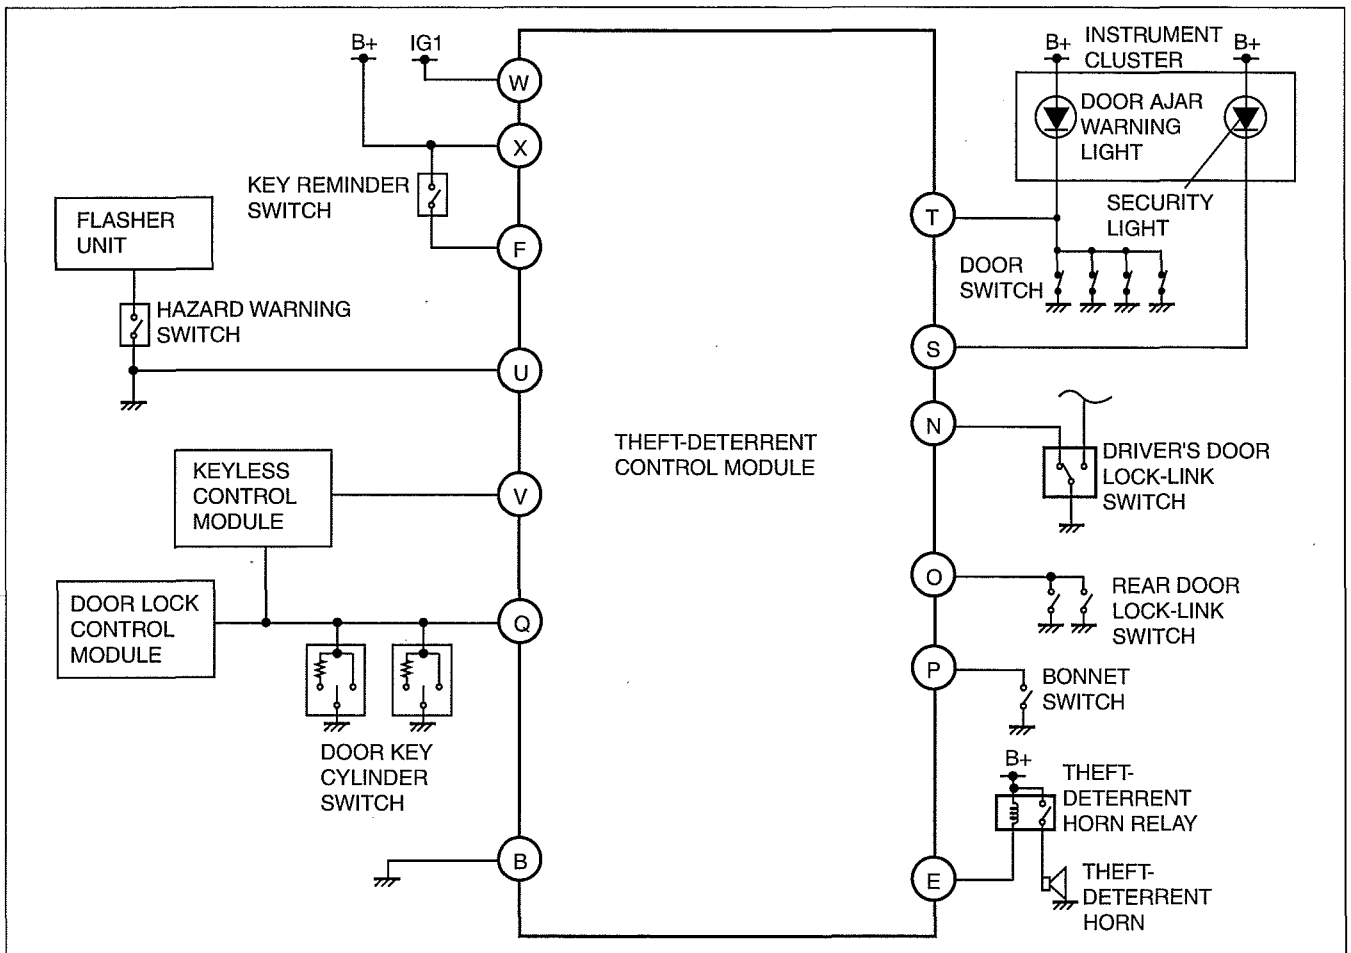 B+
IG1
W
X
KEY REMINDER
SWITCH
F
FLASHER
UNIT
HAZARD WARNING
SWITCH
U
KEYLESS
CONTROL
MODULE
V
DOOR LOCK
CONTROL
MODULE
Q
DOOR KEY
CYLINDER
SWITCH
B
THEFT-DETERRENT
CONTROL MODULE
B+
INSTRUMENT
CLUSTER
B+
DOOR AJAR
WARNING
LIGHT
SECURITY
LIGHT
T
DOOR
SWITCH
S
N
DRIVER'S DOOR
LOCK-LINK
SWITCH
O
REAR DOOR
LOCK-LINK
SWITCH
P
BONNET
SWITCH
B+
THEFT-
DETERRENT
HORN RELAY
E
THEFT-
DETERRENT
HORN